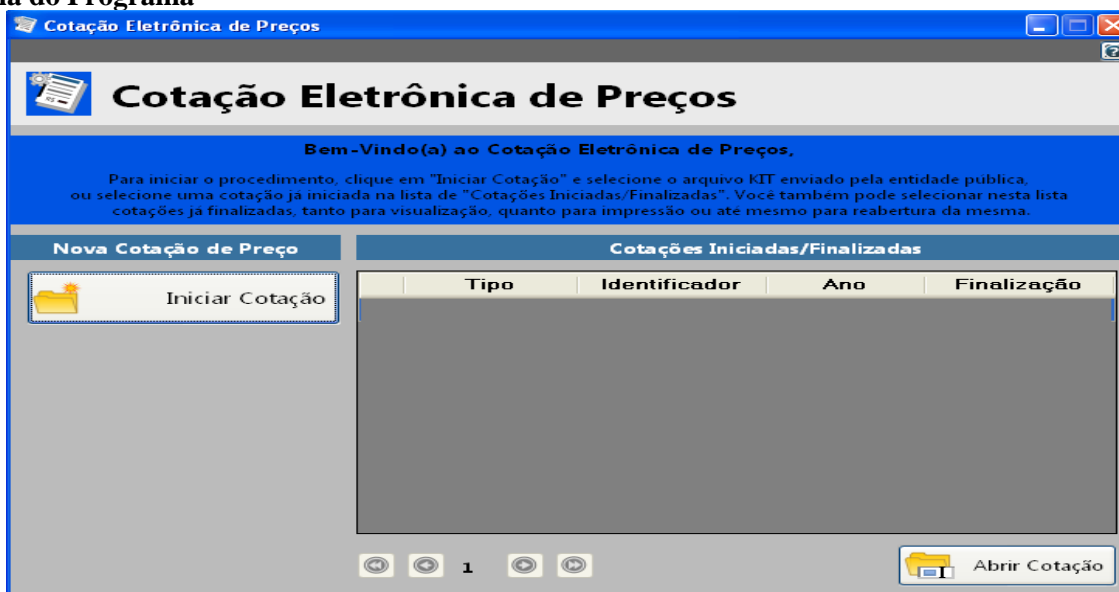 do Programa
Cotação Eletrônica de Preços
Cotação Eletrônica de Preços
Bem-Vindo(a) ao Cotação Eletrônica de Preços,
Para iniciar o procedimento, clique em "Iniciar Cotação" e selecione o arquivo KIT enviado pela entidade pública,
ou selecione uma cotação já iniciada na lista de "Cotações Iniciadas/Finalizadas". Você também pode selecionar nesta lista
cotações já finalizadas, tanto para visualização, quanto para impressão ou até mesmo para reabertura da mesma.
Nova Cotação de Preço
Cotações Iniciadas/Finalizadas
Iniciar Cotação
Tipo Identificador Ano Finalização
1
Abrir Cotação